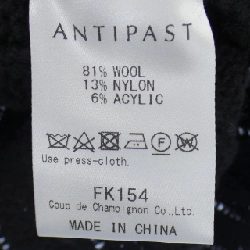 ANTIPAST
81% WOOL
13% NYLON
6% ACYLIC
Use press-cloth.
FK154
Coup de Champignon Co.,Ltd.
MADE IN CHINA